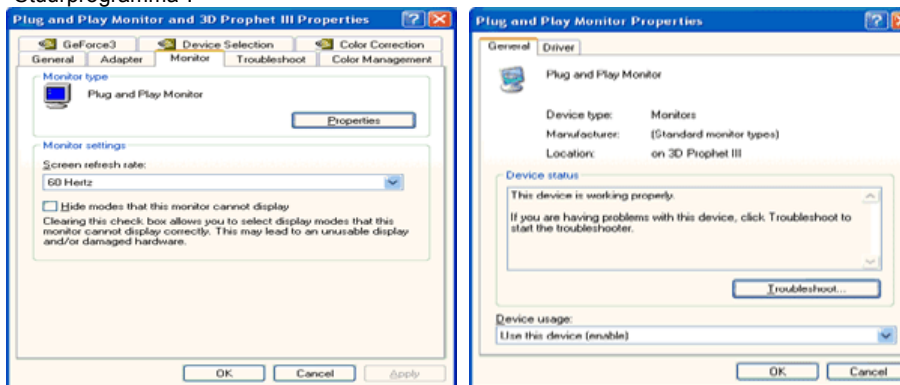 Plug and Play Monitor and 3D Prophet III Properties
GeForce3 Device Selection Color Correction
General Adapter Monitor Troubleshoot Color Management
Monitor type
Plug and Play Monitor
Properties
Monitor settings
Screen refresh rate:
60 Hertz
Hide modes that this monitor cannot display
Clearing this check box allows you to select display modes that this
monitor cannot display correctly. This may lead to an unusable display
and/or damaged hardware.
OK Cancel Apply
Plug and Play Monitor Properties
General Driver
Plug and Play Monitor
Device type: Monitors
Manufacturer: (Standard monitor types)
Location: on 3D Prophet III
Device status
This device is working properly.
If you are having problems with this device, click Troubleshoot to
start the troubleshooter.
Troubleshoot...
Device usage:
Use this device (enable)
OK Cancel